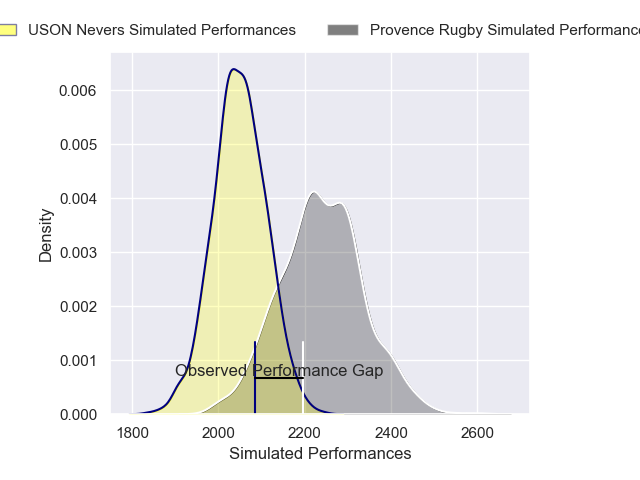 USON Nevers Simulated Performances
Provence Rugby Simulated Performance
0.006
0.005
0.004
0.003
0.002
0.001
0.000
Density
Observed Performance Gap
1800 2000 2200 2400 2600
Simulated Performances